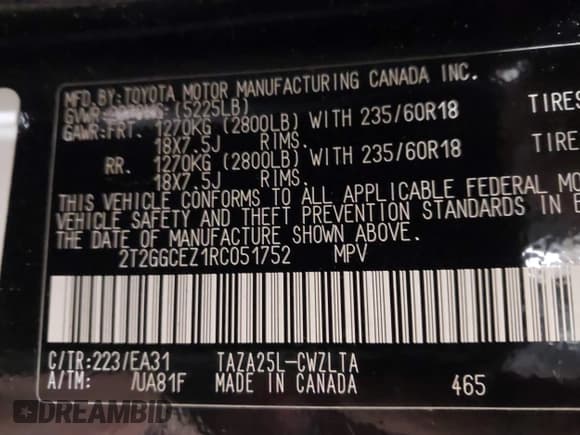 MFD.BY:TOYOTA MOTOR MANUFACTURING CANADA INC.
GVWR: (5225LB)
GAWR:FRT. 1270KG (2800LB) WITH 235/60R18 TIRES
18X7.5J RIMS.
RR. 1270KG (2800LB) WITH 235/60R18 TIRE
18X7.5J RIMS.
THIS VEHICLE CONFORMS TO ALL APPLICABLE FEDERAL MO
VEHICLE SAFETY AND THEFT PREVENTION STANDARDS IN E
THE DATE OF MANUFACTURE SHOWN ABOVE.
2T2GGCEZ1RC051752 MPV
C/TR:223/EA31 TAZA25L-CWZLTA
A/TM: /UA81F MADE IN CANADA 465
DREAMBID